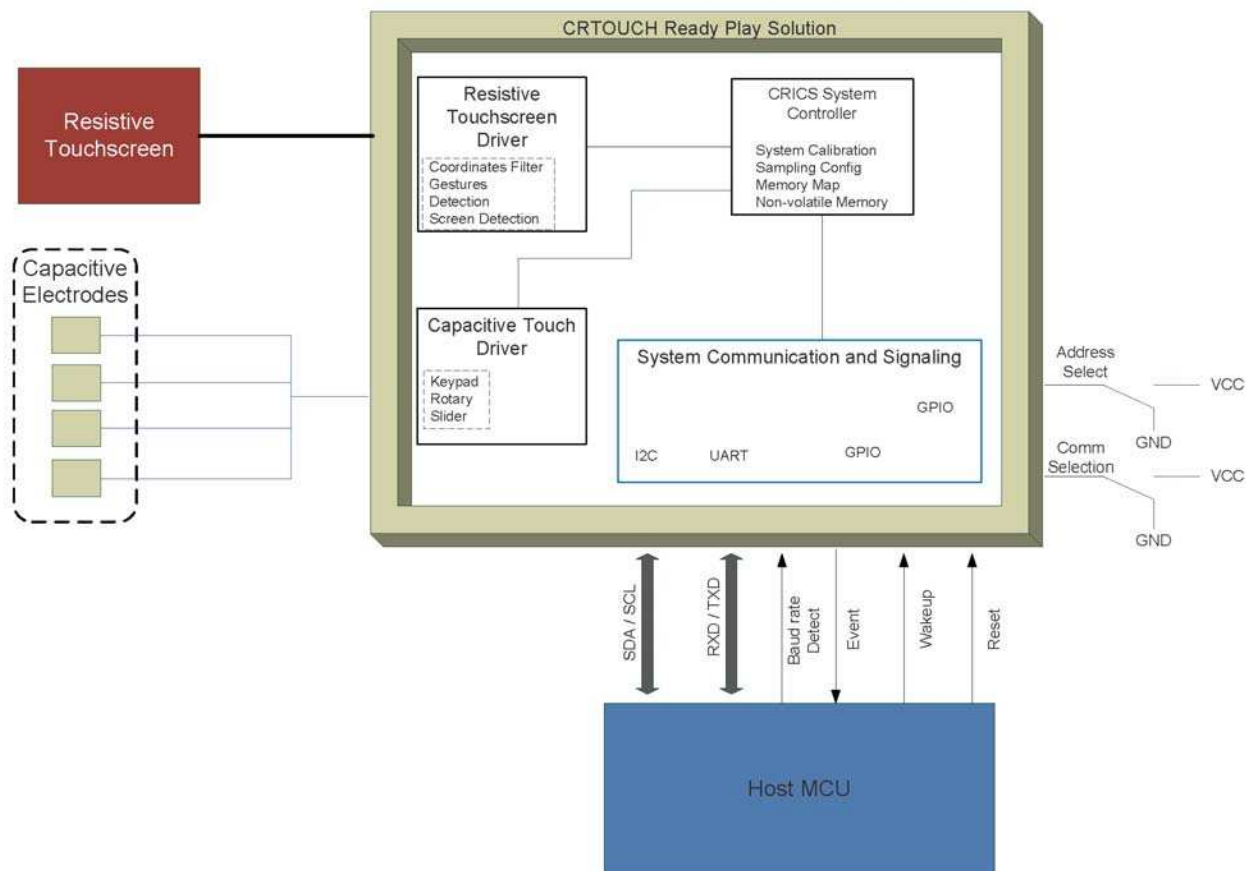 CRTOUCH Ready Play Solution
Resistive
Touchscreen
Resistive
Touchscreen
Driver
Coordinates Filter
Gestures
Detection
Screen Detection
CRICS System
Controller
System Calibration
Sampling Config
Memory Map
Non-volatile Memory
Capacitive
Electrodes
Capacitive Touch
Driver
Keypad
Rotary
Slider
System Communication and Signaling
GPIO
I2C
UART
GPIO
Address
Select
VCC
GND
Comm
Selection
VCC
GND
SDA / SCL
RXD / TXD
Baud rate
Detect
Event
Wakeup
Reset
Host MCU